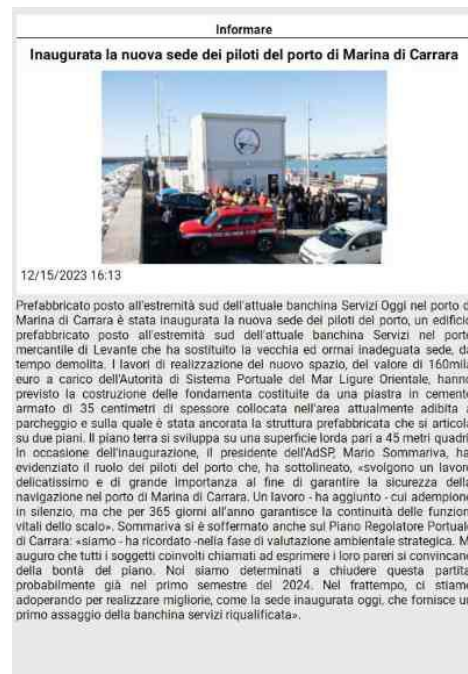 Informare
Inaugurata la nuova sede dei piloti del porto di Marina di Carrara
12/15/2023 16:13
Prefabbricato posto all'estremità sud dell'attuale banchina Servizi Oggi nel porto d
Marina di Carrara è stata inaugurata la nuova sede dei piloti del porto, un edificio
prefabbricato posto all'estremità sud dell'attuale banchina Servizi nel porto
mercantile di Levante che ha sostituito la vecchia ed ormai inadeguata sede, da
tempo demolita. I lavori di realizzazione del nuovo spazio, del valore di 160mila
euro a carico dell'Autorità di Sistema Portuale del Mar Ligure Orientale, hanno
previsto la costruzione delle fondamenta costituite da una piastra in cemento
armato di 35 centimetri di spessore collocata nell'area attualmente adibita a
parcheggio e sulla quale è stata ancorata la struttura prefabbricata che si articola
su due piani. Il piano terra si sviluppa su una superficie lorda pari a 45 metri quadri.
In occasione dell'inaugurazione, il presidente dell'AdSP, Mario Sommariva, ha
evidenziato il ruolo dei piloti del porto che, ha sottolineato, «svolgono un lavoro
delicatissimo e di grande importanza al fine di garantire la sicurezza della
navigazione nel porto di Marina di Carrara. Un lavoro - ha aggiunto - cui adempiono
in silenzio, ma che per 365 giorni all'anno garantisce la continuità delle funzioni
vitali dello scalo». Sommariva si è soffermato anche sul Piano Regolatore Portuale
di Carrara: «siamo - ha ricordato -nella fase di valutazione ambientale strategica. M
auguro che tutti i soggetti coinvolti chiamati ad esprimere i loro pareri si convincano
della bontà del piano. Noi siamo determinati a chiudere questa partita
probabilmente già nel primo semestre del 2024. Nel frattempo, ci stiamo
adoperando per realizzare migliorie, come la sede inaugurata oggi, che fornisce un
primo assaggio della banchina servizi riqualificata».